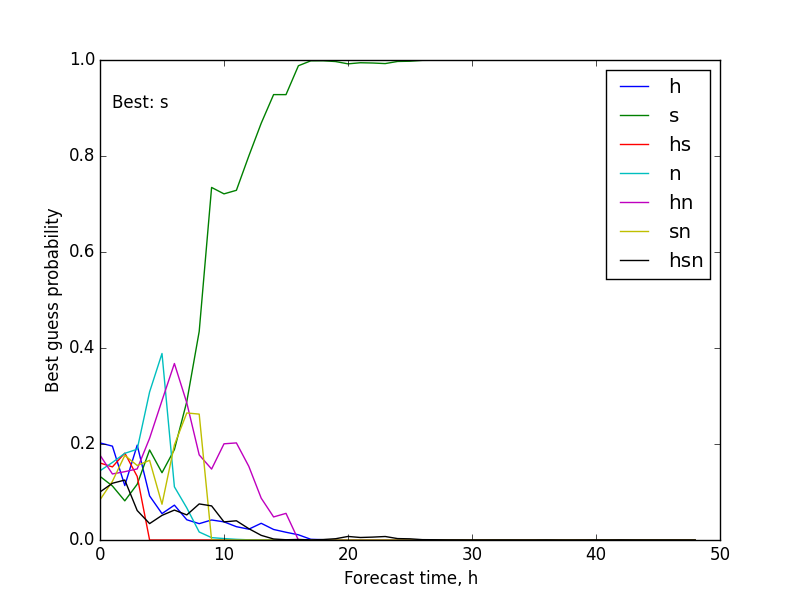 1.0
0.8
0.6
0.4
0.2
0.0
Best guess probability
Best: s
h
s
hs
n
hn
sn
hsn
0 10 20 30 40 50
Forecast time, h